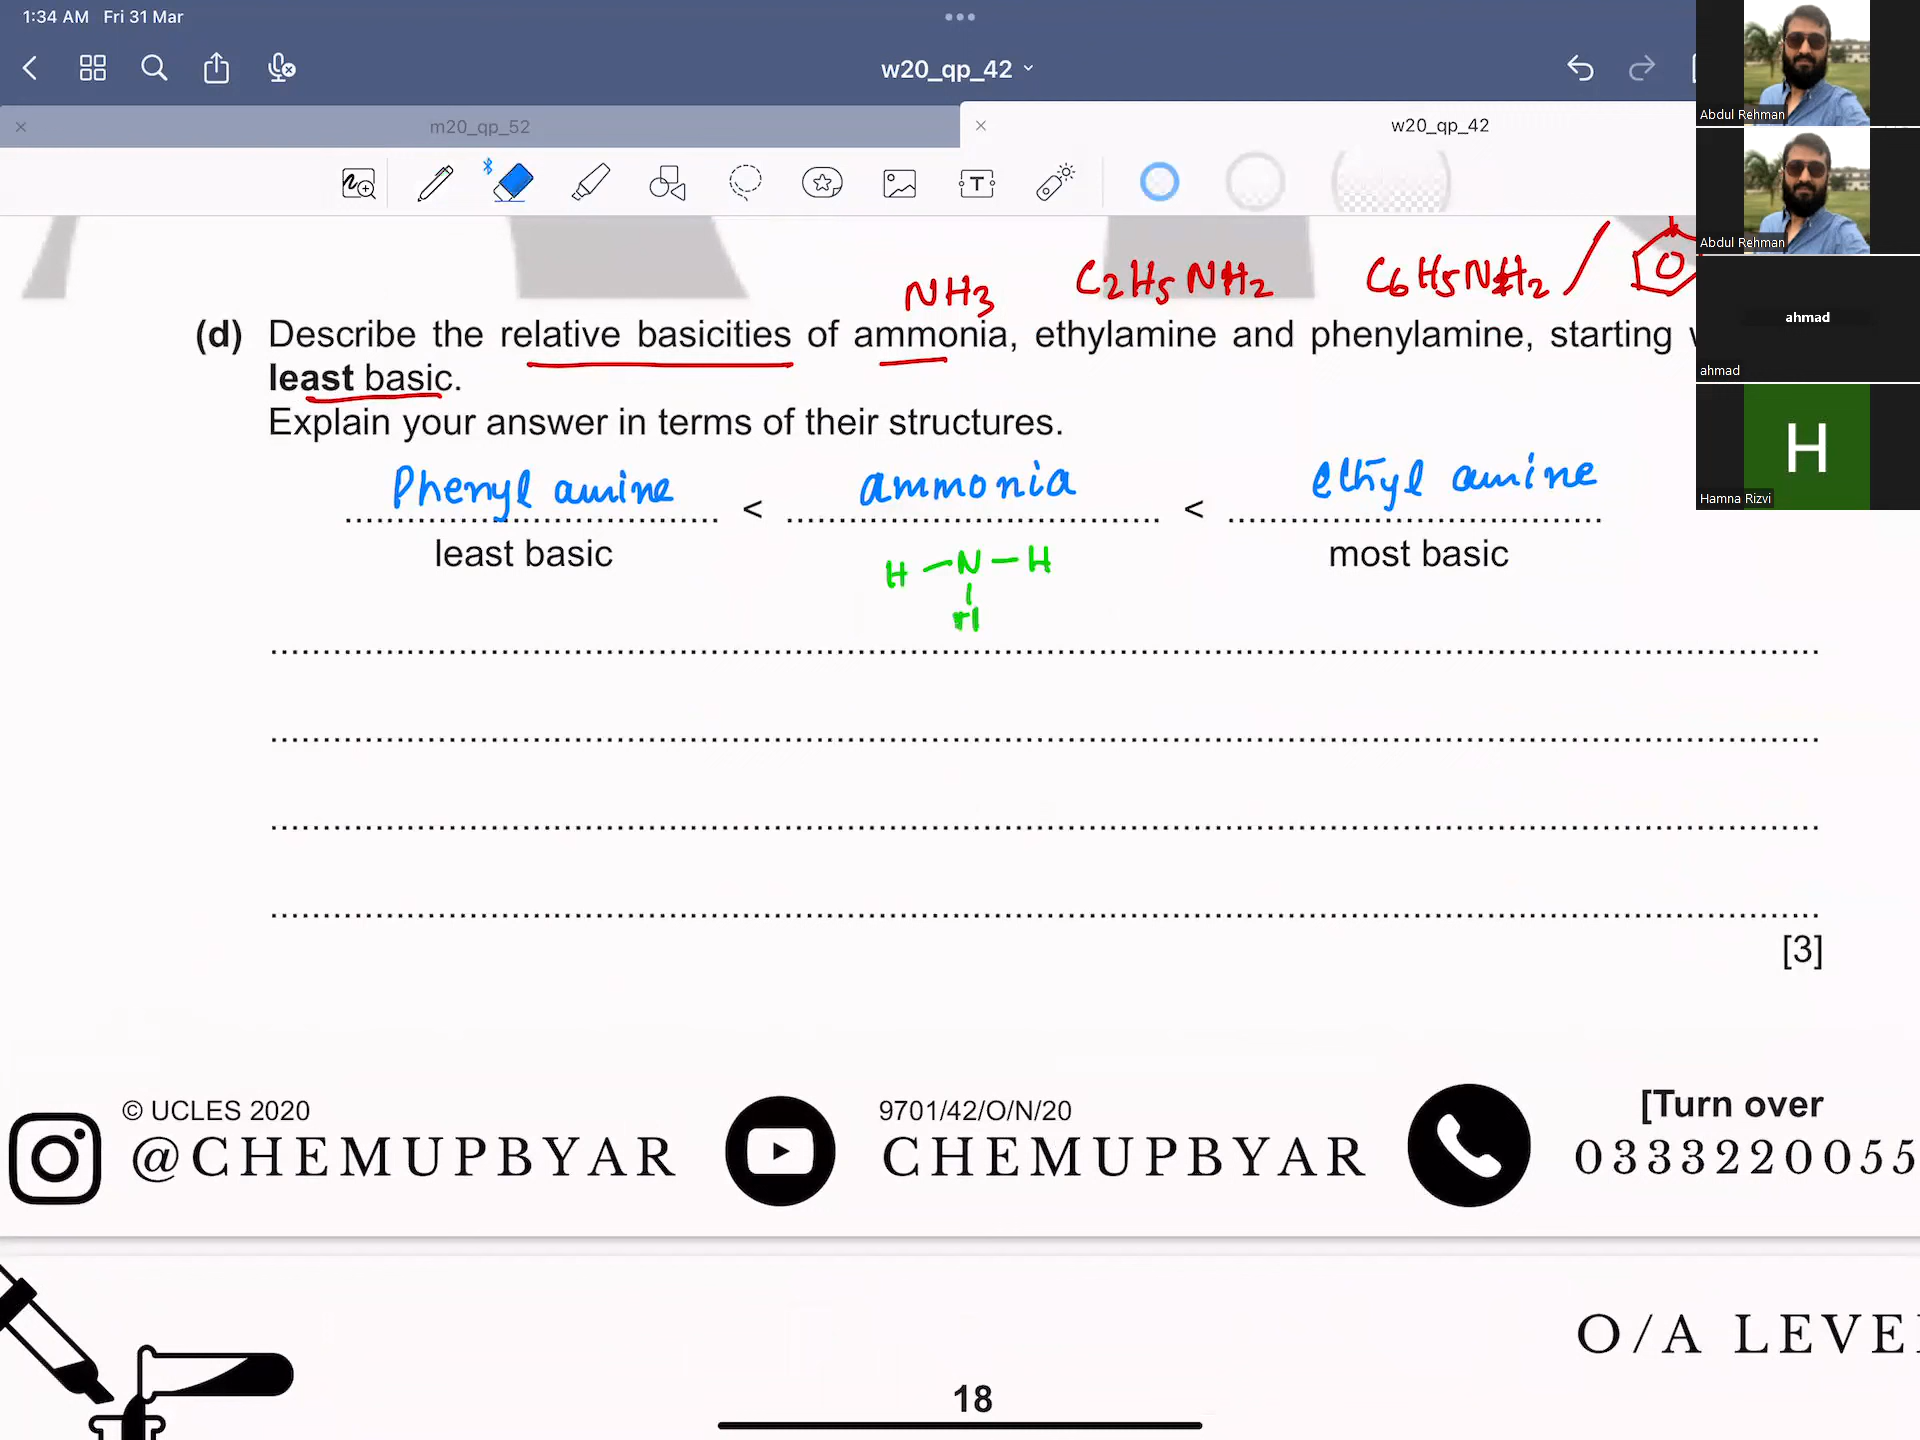 1:34 AM Fri 31 Mar
w20_qp_42
m20_qp_52
w20_qp_42
T
Abdul Rehman
Abdul Rehman
ahmad
ahmad
H
Hamna Rizvi
NH3 C2H5NH2 C6H5NH2 /
(d) Describe the relative basicities of ammonia, ethylamine and phenylamine, starting
least basic.
Explain your answer in terms of their structures.
Phenyl amine < ammonia < ethyl amine
least basic most basic
H - N - H
H
[3]
© UCLES 2020 9701/42/O/N/20 [Turn over
@CHEMUPBYAR CHEMUPBYAR 0333220055
O/A LEVE
18